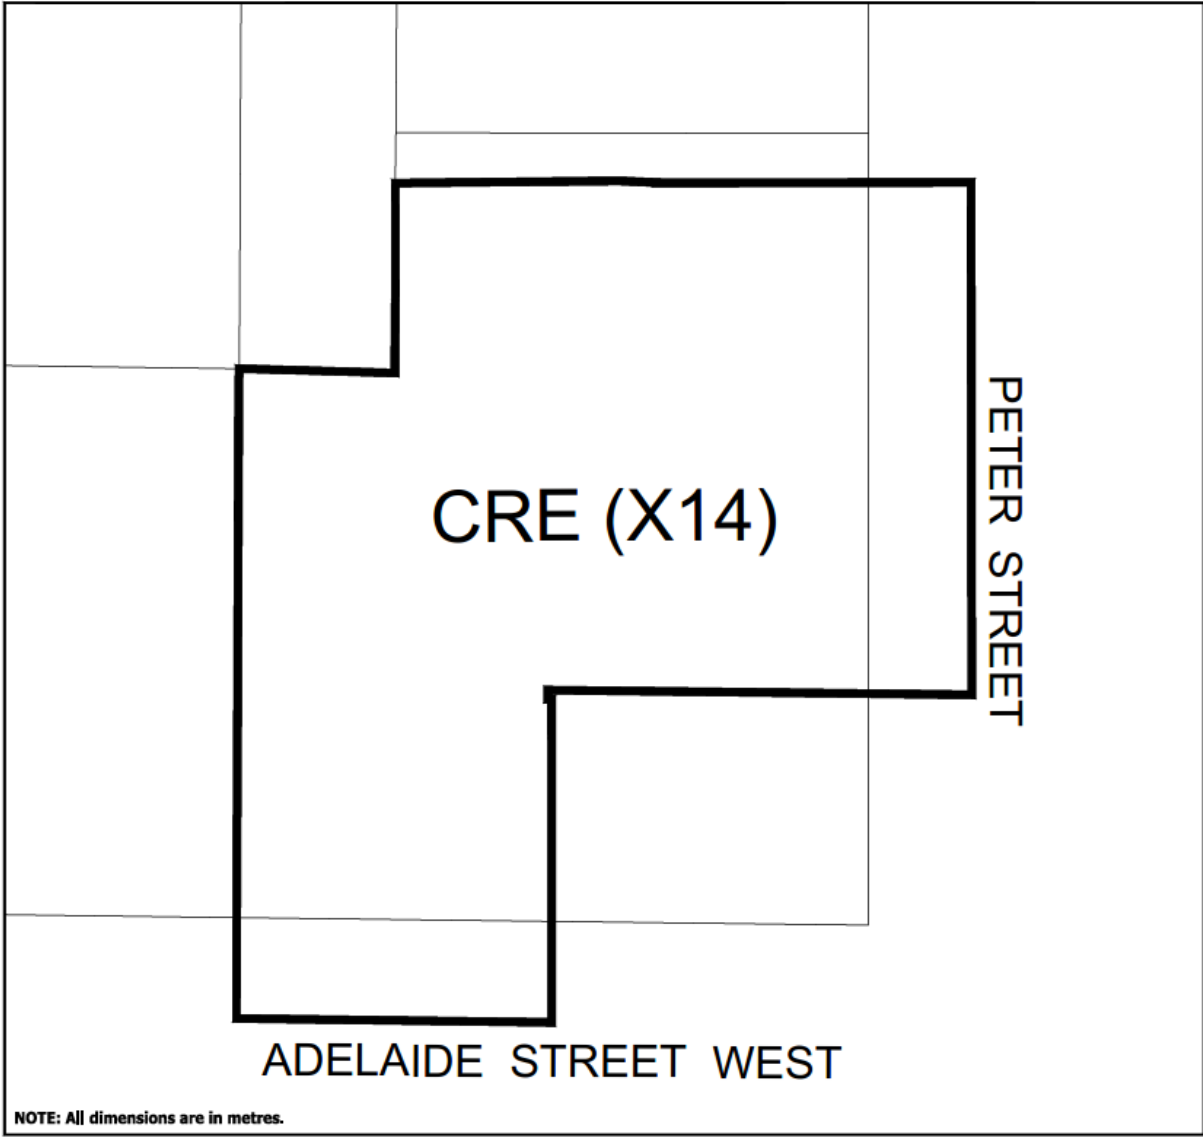 CRE (X14)
PETER STREET
ADELAIDE STREET WEST
NOTE: All dimensions are in metres.